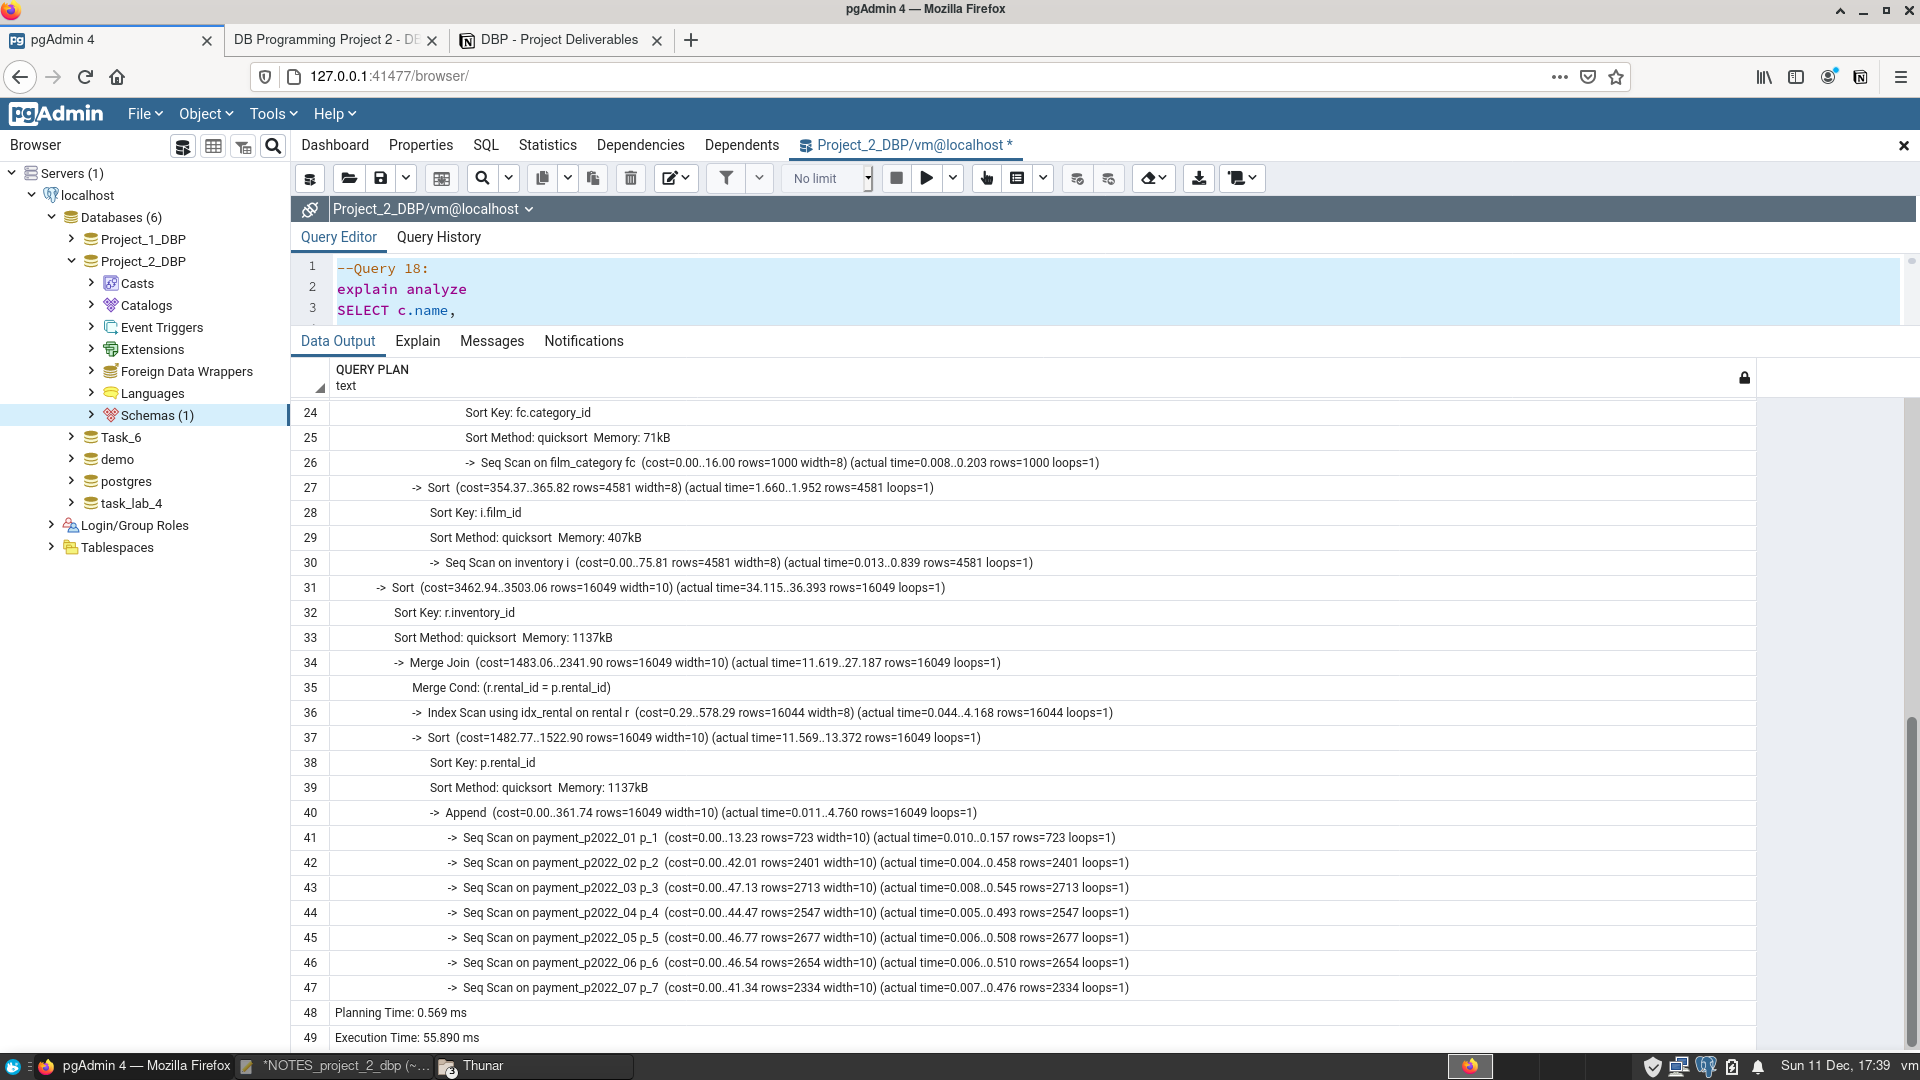 pgAdmin 4 — Mozilla Firefox
pgAdmin 4
DB Programming Project 2 - DE
DBP - Project Deliverables
127.0.0.1:41477/browser/
pgAdmin
File
Object
Tools
Help
Browser
Dashboard
Properties
SQL
Statistics
Dependencies
Dependents
Project_2_DBP/vm@localhost *
Servers (1)
localhost
Databases (6)
Project_1_DBP
Project_2_DBP
Casts
Catalogs
Event Triggers
Extensions
Foreign Data Wrappers
Languages
Schemas (1)
Task_6
demo
postgres
task_lab_4
Login/Group Roles
Tablespaces
No limit
Project_2_DBP/vm@localhost
Query Editor
Query History
1 --Query 18:
2 explain analyze
3 SELECT c.name,
Data Output
Explain
Messages
Notifications
QUERY PLAN
text
24 Sort Key: fc.category_id
25 Sort Method: quicksort Memory: 71kB
26 -> Seq Scan on film_category fc (cost=0.00..16.00 rows=1000 width=8) (actual time=0.008..0.203 rows=1000 loops=1)
27 -> Sort (cost=354.37..365.82 rows=4581 width=8) (actual time=1.660..1.952 rows=4581 loops=1)
28 Sort Key: i.film_id
29 Sort Method: quicksort Memory: 407kB
30 -> Seq Scan on inventory i (cost=0.00..75.81 rows=4581 width=8) (actual time=0.013..0.839 rows=4581 loops=1)
31 -> Sort (cost=3462.94..3503.06 rows=16049 width=10) (actual time=34.115..36.393 rows=16049 loops=1)
32 Sort Key: r.inventory_id
33 Sort Method: quicksort Memory: 1137kB
34 -> Merge Join (cost=1483.06..2341.90 rows=16049 width=10) (actual time=11.619..27.187 rows=16049 loops=1)
35 Merge Cond: (r.rental_id = p.rental_id)
36 -> Index Scan using idx_rental on rental r (cost=0.29..578.29 rows=16044 width=8) (actual time=0.044..4.168 rows=16044 loops=1)
37 -> Sort (cost=1482.77..1522.90 rows=16049 width=10) (actual time=11.569..13.372 rows=16049 loops=1)
38 Sort Key: p.rental_id
39 Sort Method: quicksort Memory: 1137kB
40 -> Append (cost=0.00..361.74 rows=16049 width=10) (actual time=0.011..4.760 rows=16049 loops=1)
41 -> Seq Scan on payment_p2022_01 p_1 (cost=0.00..13.23 rows=723 width=10) (actual time=0.010..0.157 rows=723 loops=1)
42 -> Seq Scan on payment_p2022_02 p_2 (cost=0.00..42.01 rows=2401 width=10) (actual time=0.004..0.458 rows=2401 loops=1)
43 -> Seq Scan on payment_p2022_03 p_3 (cost=0.00..47.13 rows=2713 width=10) (actual time=0.008..0.545 rows=2713 loops=1)
44 -> Seq Scan on payment_p2022_04 p_4 (cost=0.00..44.47 rows=2547 width=10) (actual time=0.005..0.493 rows=2547 loops=1)
45 -> Seq Scan on payment_p2022_05 p_5 (cost=0.00..46.77 rows=2677 width=10) (actual time=0.006..0.508 rows=2677 loops=1)
46 -> Seq Scan on payment_p2022_06 p_6 (cost=0.00..46.54 rows=2654 width=10) (actual time=0.006..0.510 rows=2654 loops=1)
47 -> Seq Scan on payment_p2022_07 p_7 (cost=0.00..41.34 rows=2334 width=10) (actual time=0.007..0.476 rows=2334 loops=1)
48 Planning Time: 0.569 ms
49 Execution Time: 55.890 ms
pgAdmin 4 — Mozilla Firefox
*NOTES_project_2_dbp (~...
3 Thunar
Sun 11 Dec, 17:39 vm